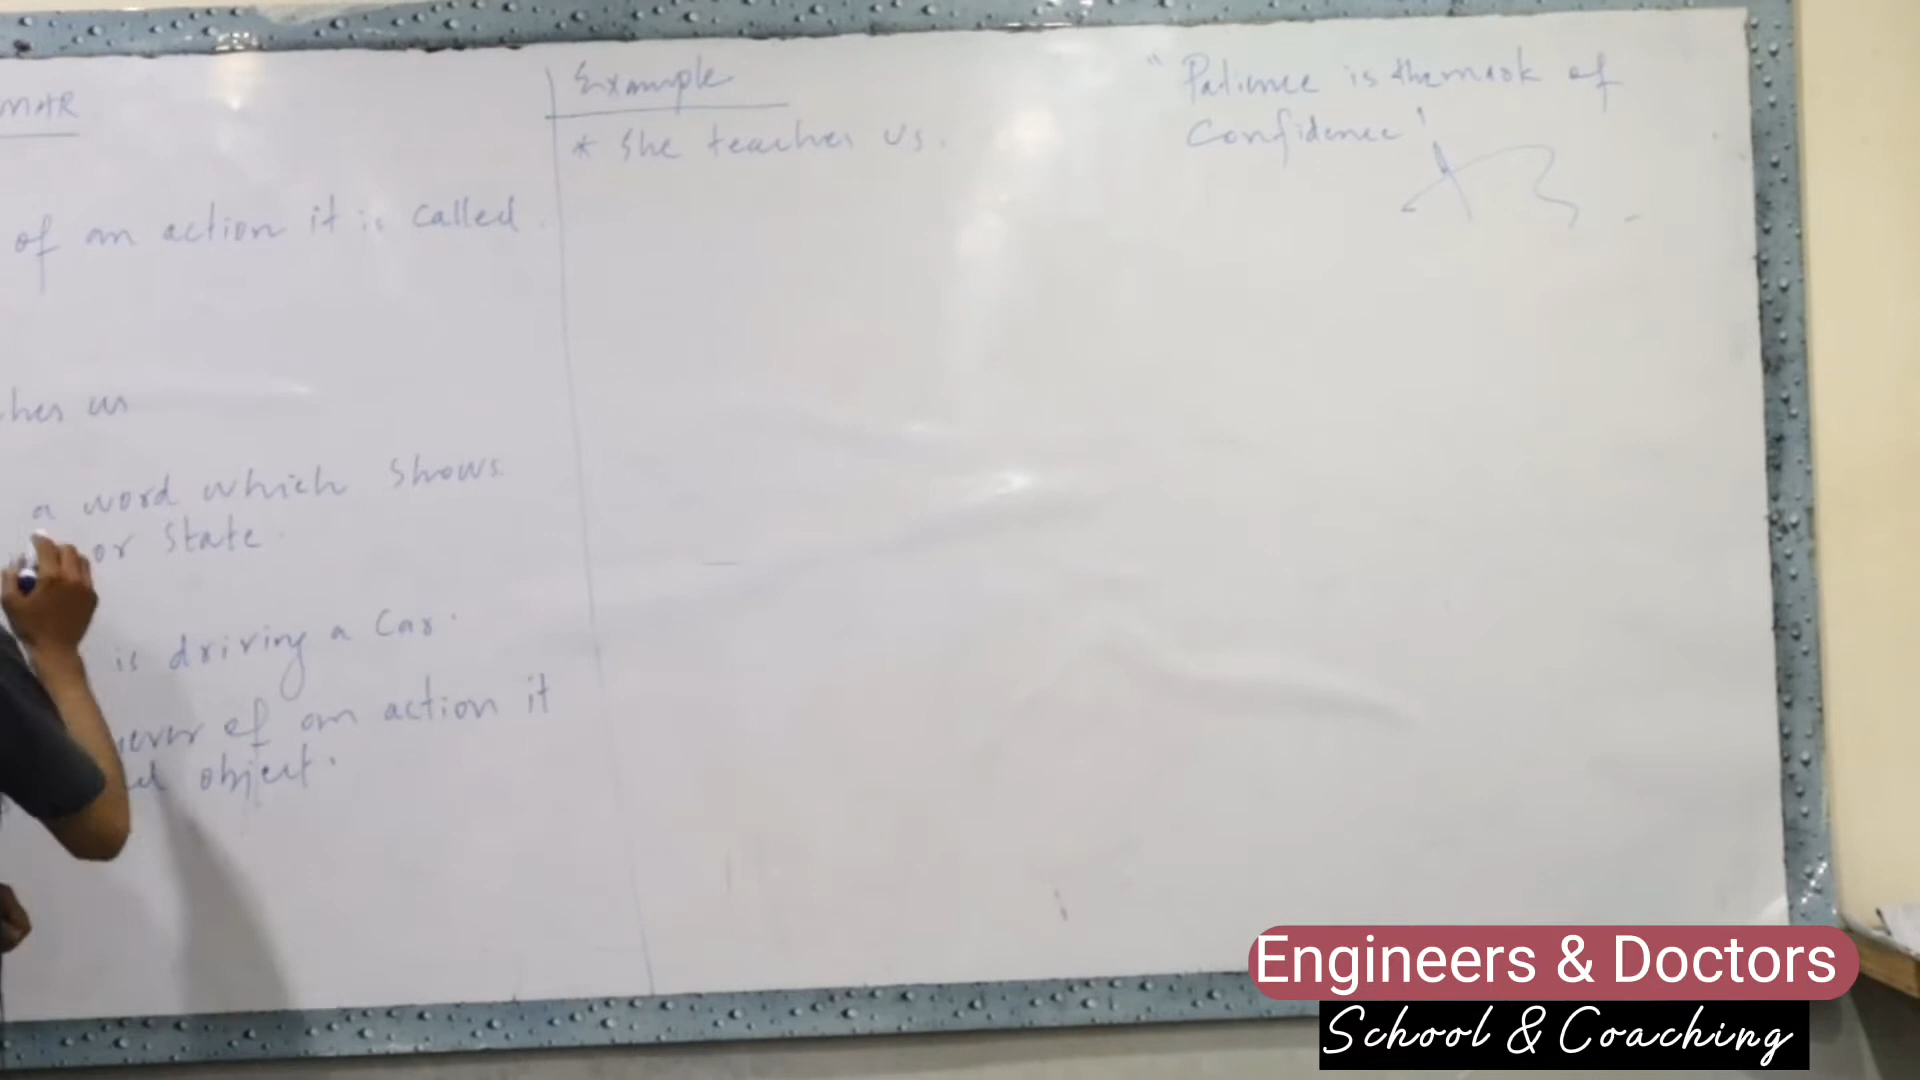 MAR
of an action it is called.
hes us
a word which shows
or state.
is driving a car.
of an action it
object.
Example
* She teaches us.
"Patience is the mark of
Confidence"
Engineers & Doctors
School & Coaching